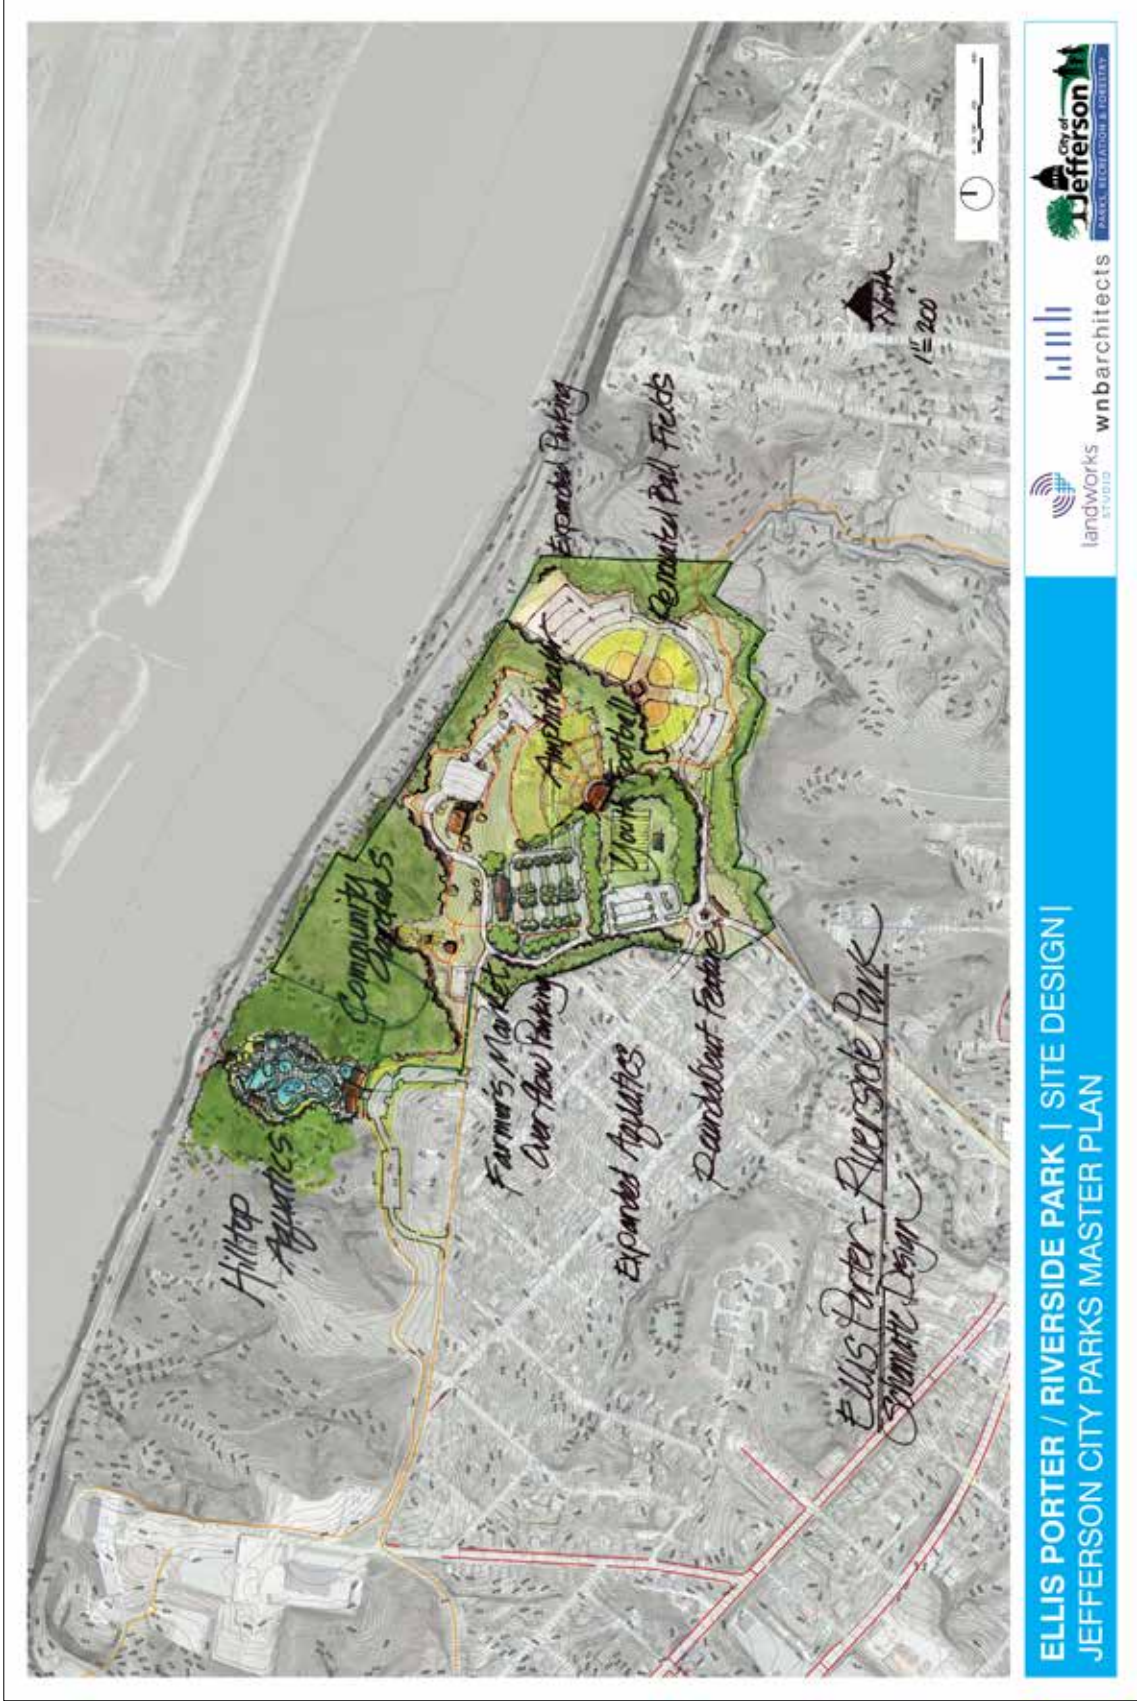 Hilltop
Aquatics
Community
Gardens
Expanded Parking
Amphitheater
Renovated Ball Fields
Youth Football
Farmer's Market
Overflow Parking
Expanded Aquatics
Roundabout Feature
North
1"=200'
Ellis Porter - Riverside Park
Schematic Design
ELLIS PORTER / RIVERSIDE PARK | SITE DESIGN|
JEFFERSON CITY PARKS MASTER PLAN
landworks
STUDIO
wnbarchitects
City of
Jefferson
PARKS, RECREATION & FORESTRY